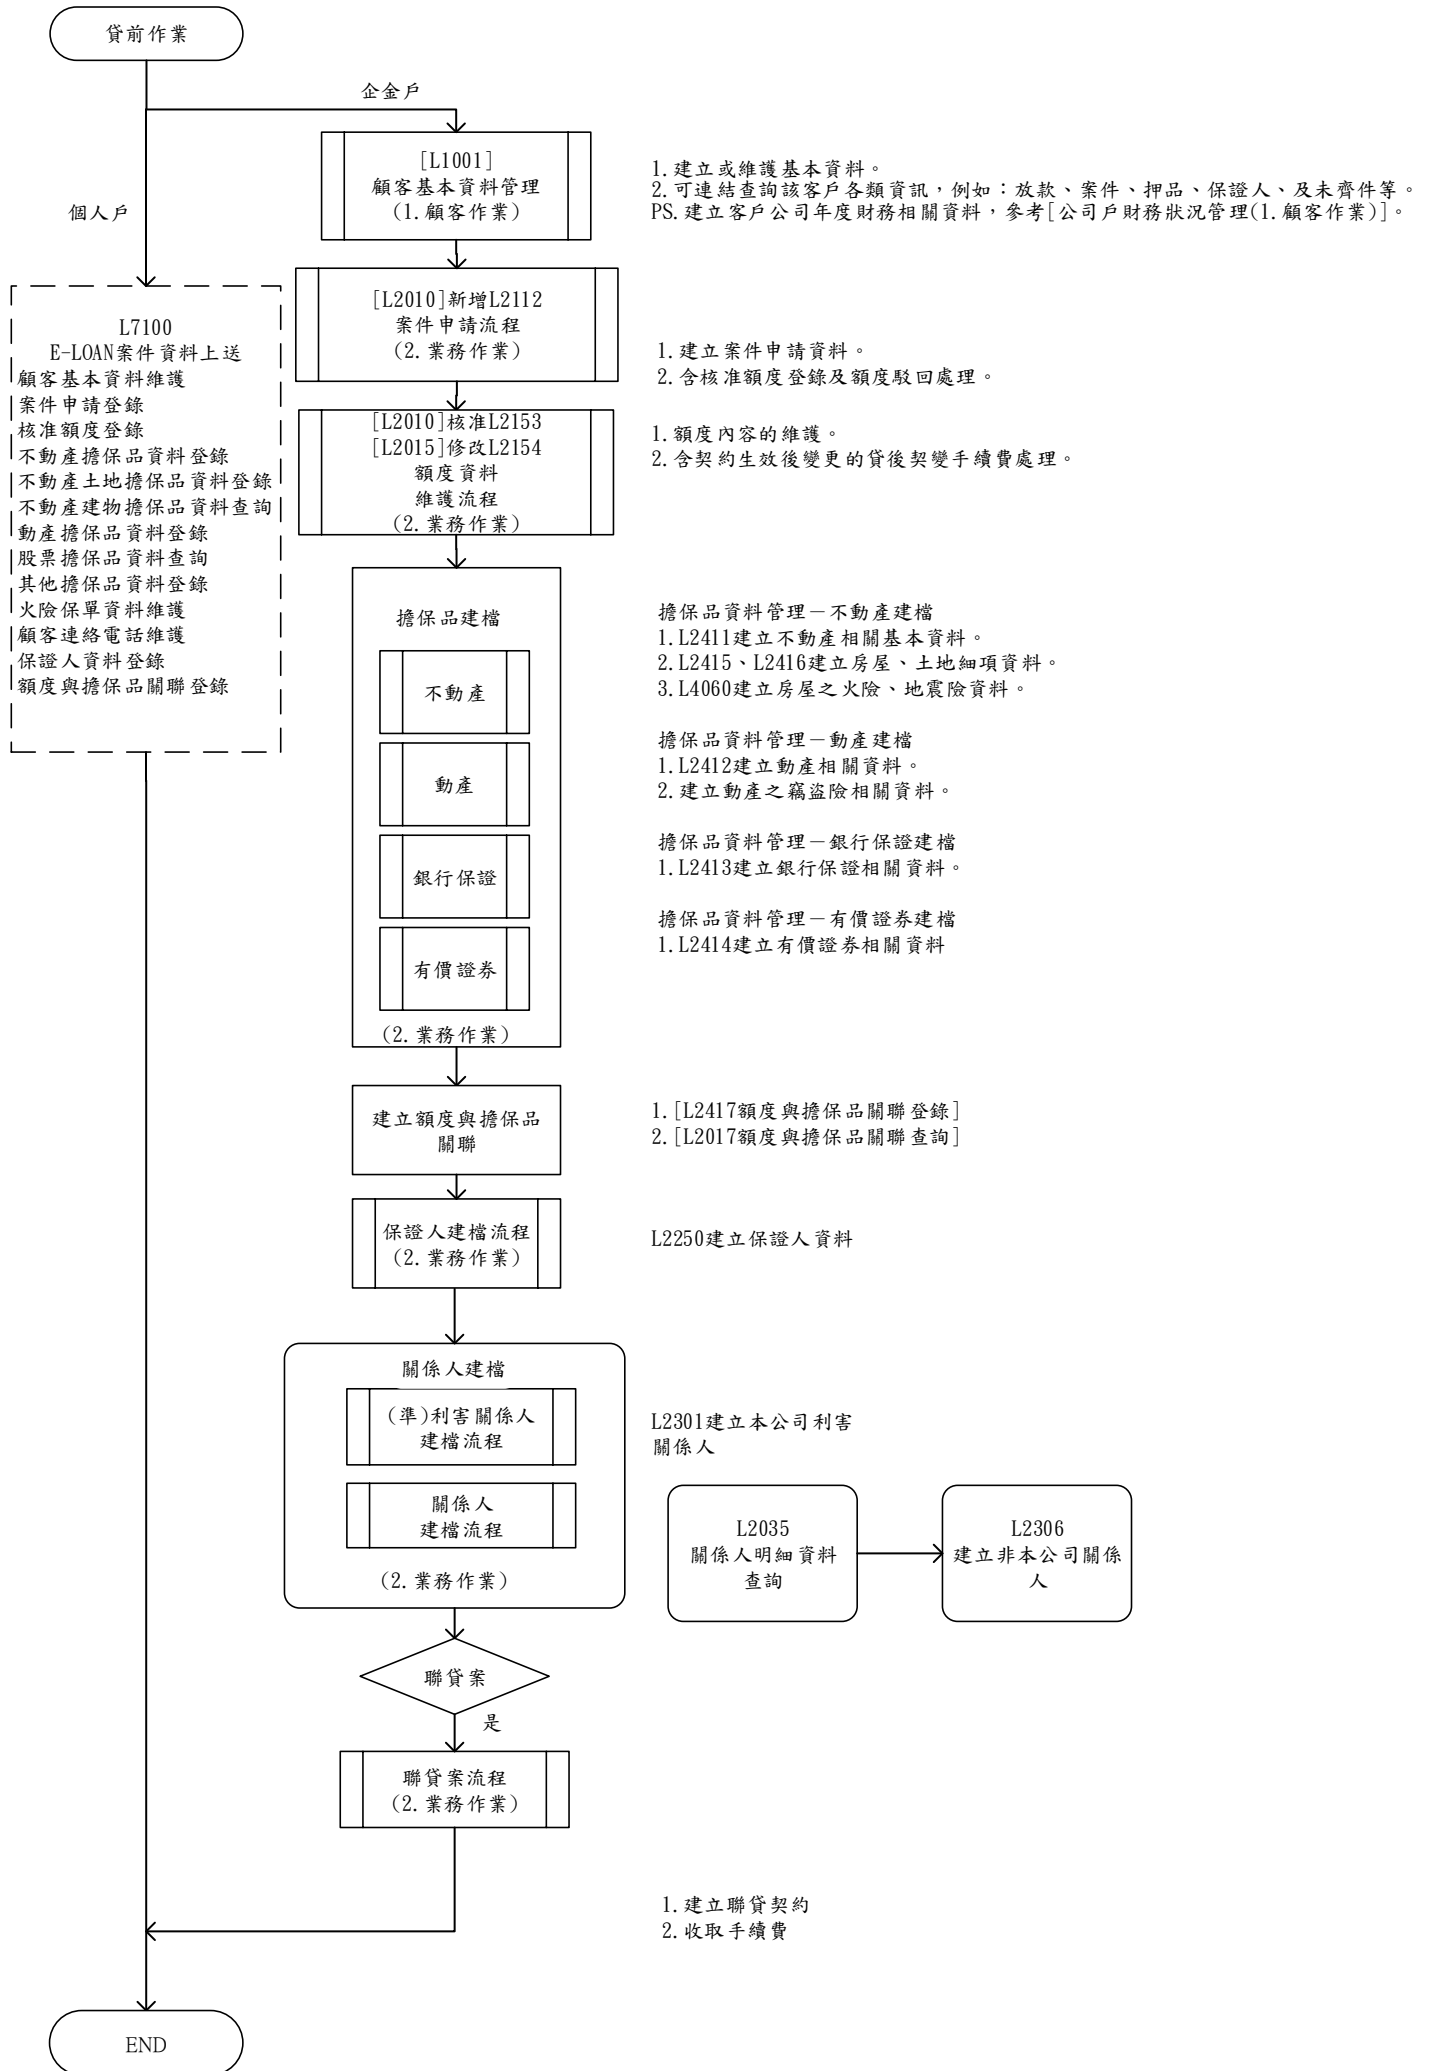 貸前作業
企金戶
個人戶
[L1001]
顧客基本資料管理
(1.顧客作業)
1.建立或維護基本資料。
2.可連結查詢該客戶各類資訊，例如：放款、案件、押品、保證人、及未齊件等。
PS.建立客戶公司年度財務相關資料，參考[公司戶財務狀況管理(1.顧客作業)]。
L7100
E-LOAN案件資料上送
顧客基本資料維護
案件申請登錄
核准額度登錄
不動產擔保品資料登錄
不動產土地擔保品資料登錄
不動產建物擔保品資料查詢
動產擔保品資料登錄
股票擔保品資料查詢
其他擔保品資料登錄
火險保單資料維護
顧客連絡電話維護
保證人資料登錄
額度與擔保品關聯登錄
[L2010]新增L2112
案件申請流程
(2.業務作業)
1.建立案件申請資料。
2.含核准額度登錄及額度駁回處理。
[L2010]核准L2153
[L2015]修改L2154
額度資料
維護流程
(2.業務作業)
1.額度內容的維護。
2.含契約生效後變更的貸後契變手續費處理。
擔保品建檔
不動產
動產
銀行保證
有價證券
(2.業務作業)
擔保品資料管理－不動產建檔
1.L2411建立不動產相關基本資料。
2.L2415、L2416建立房屋、土地細項資料。
3.L4060建立房屋之火險、地震險資料。
擔保品資料管理－動產建檔
1.L2412建立動產相關資料。
2.建立動產之竊盜險相關資料。
擔保品資料管理－銀行保證建檔
1.L2413建立銀行保證相關資料。
擔保品資料管理－有價證券建檔
1.L2414建立有價證券相關資料
建立額度與擔保品
關聯
1.[L2417額度與擔保品關聯登錄]
2.[L2017額度與擔保品關聯查詢]
保證人建檔流程
(2.業務作業)
L2250建立保證人資料
關係人建檔
(準)利害關係人
建檔流程
關係人
建檔流程
(2.業務作業)
L2301建立本公司利害
關係人
L2035
關係人明細資料
查詢
L2306
建立非本公司關係
人
聯貸案
是
聯貸案流程
(2.業務作業)
1.建立聯貸契約
2.收取手續費
END